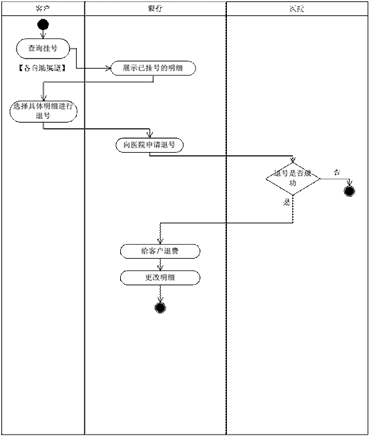 客户
银行
医院
查询挂号
展示已挂号的明细
选择具体明细进行
退号
向医院申请退号
退号是否成
功
否
是
给客户退费
更改明细